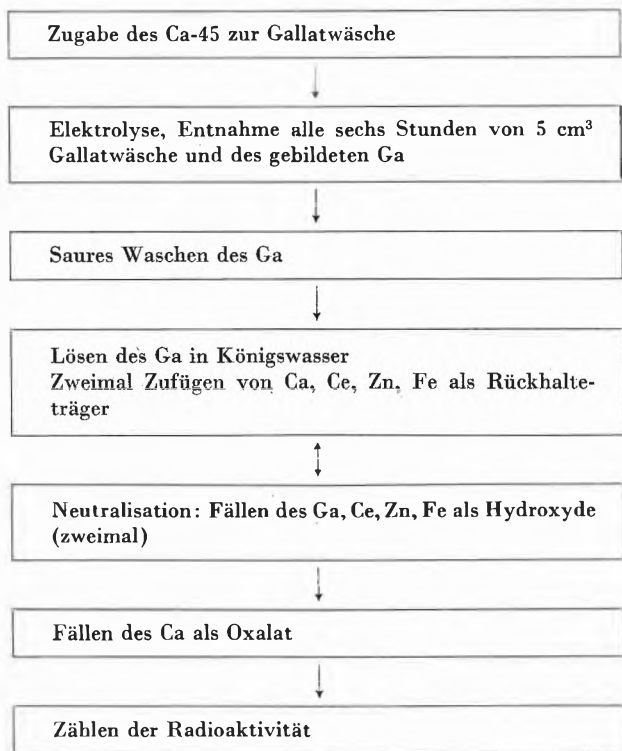 Zugabe des Ca-45 zur Gallatwäsche
Elektrolyse, Entnahme alle sechs Stunden von 5 cm³
Gallatwäsche und des gebildeten Ga
Saures Waschen des Ga
Lösen des Ga in Königswasser
Zweimal Zufügen von Ca, Ce, Zn, Fe als Rückhalte-
träger
Neutralisation: Fällen des Ga, Ce, Zn, Fe als Hydroxyde
(zweimal)
Fällen des Ca als Oxalat
Zählen der Radioaktivität